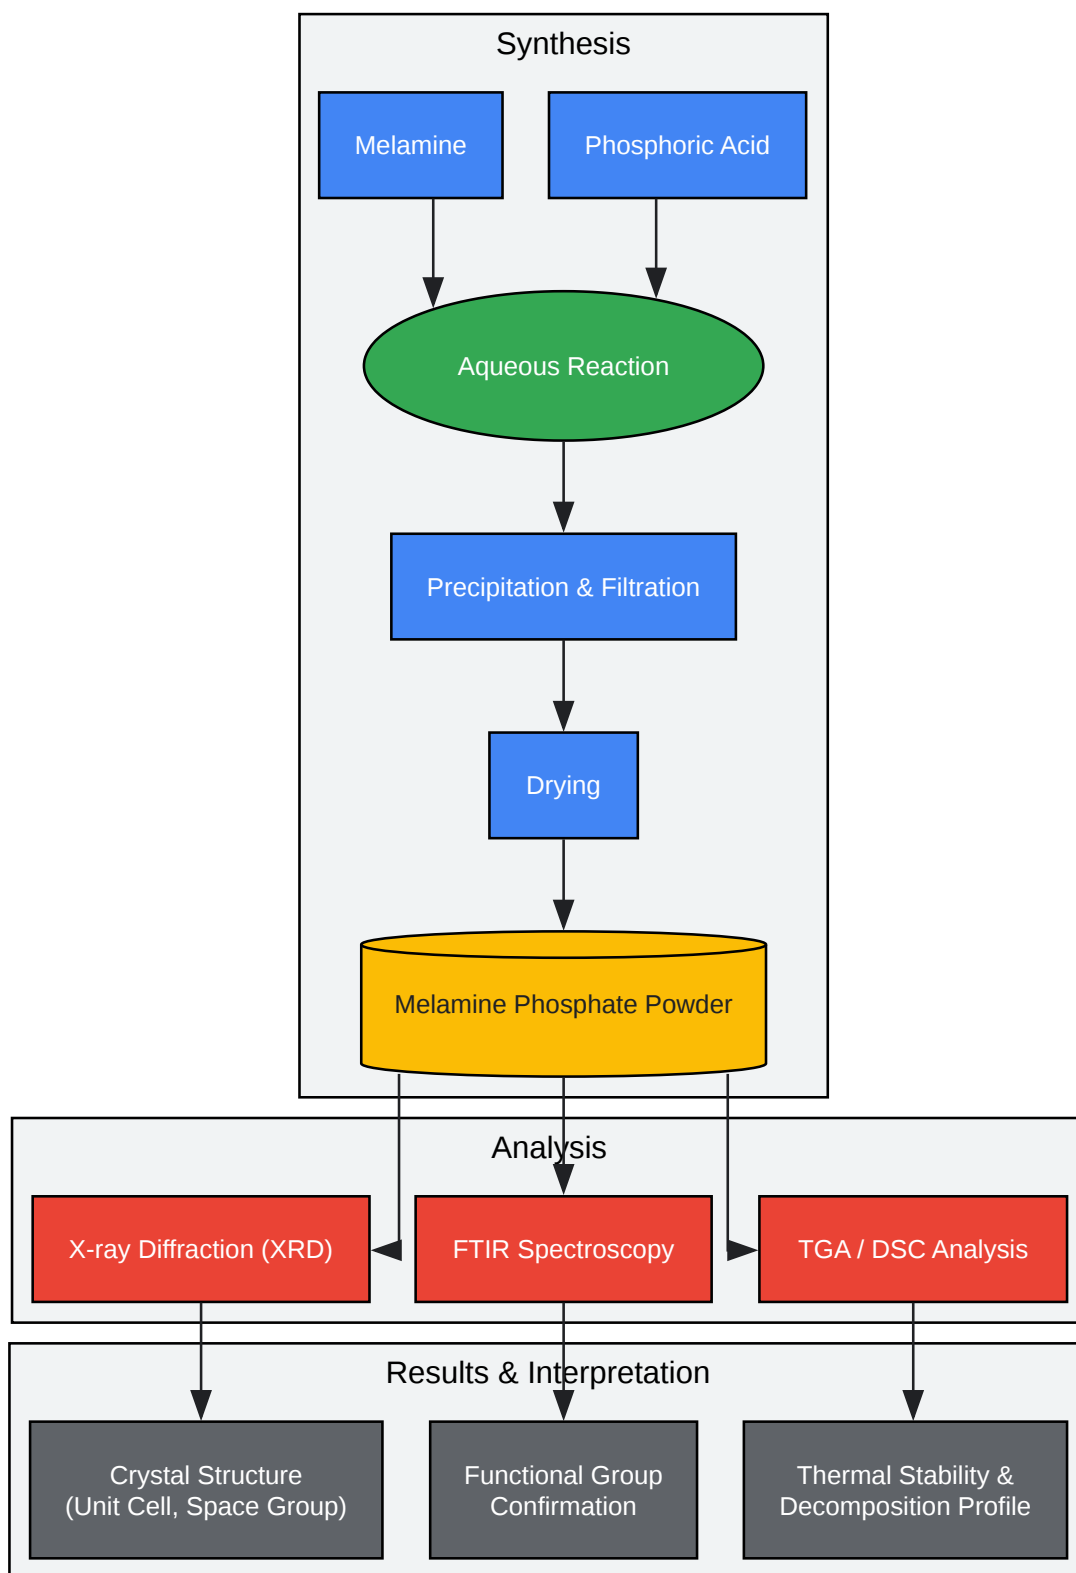 Synthesis
Melamine
Phosphoric Acid
Aqueous Reaction
Precipitation & Filtration
Drying
Melamine Phosphate Powder
Analysis
X-ray Diffraction (XRD)
FTIR Spectroscopy
TGA / DSC Analysis
Results & Interpretation
Crystal Structure
(Unit Cell, Space Group)
Functional Group
Confirmation
Thermal Stability &
Decomposition Profile